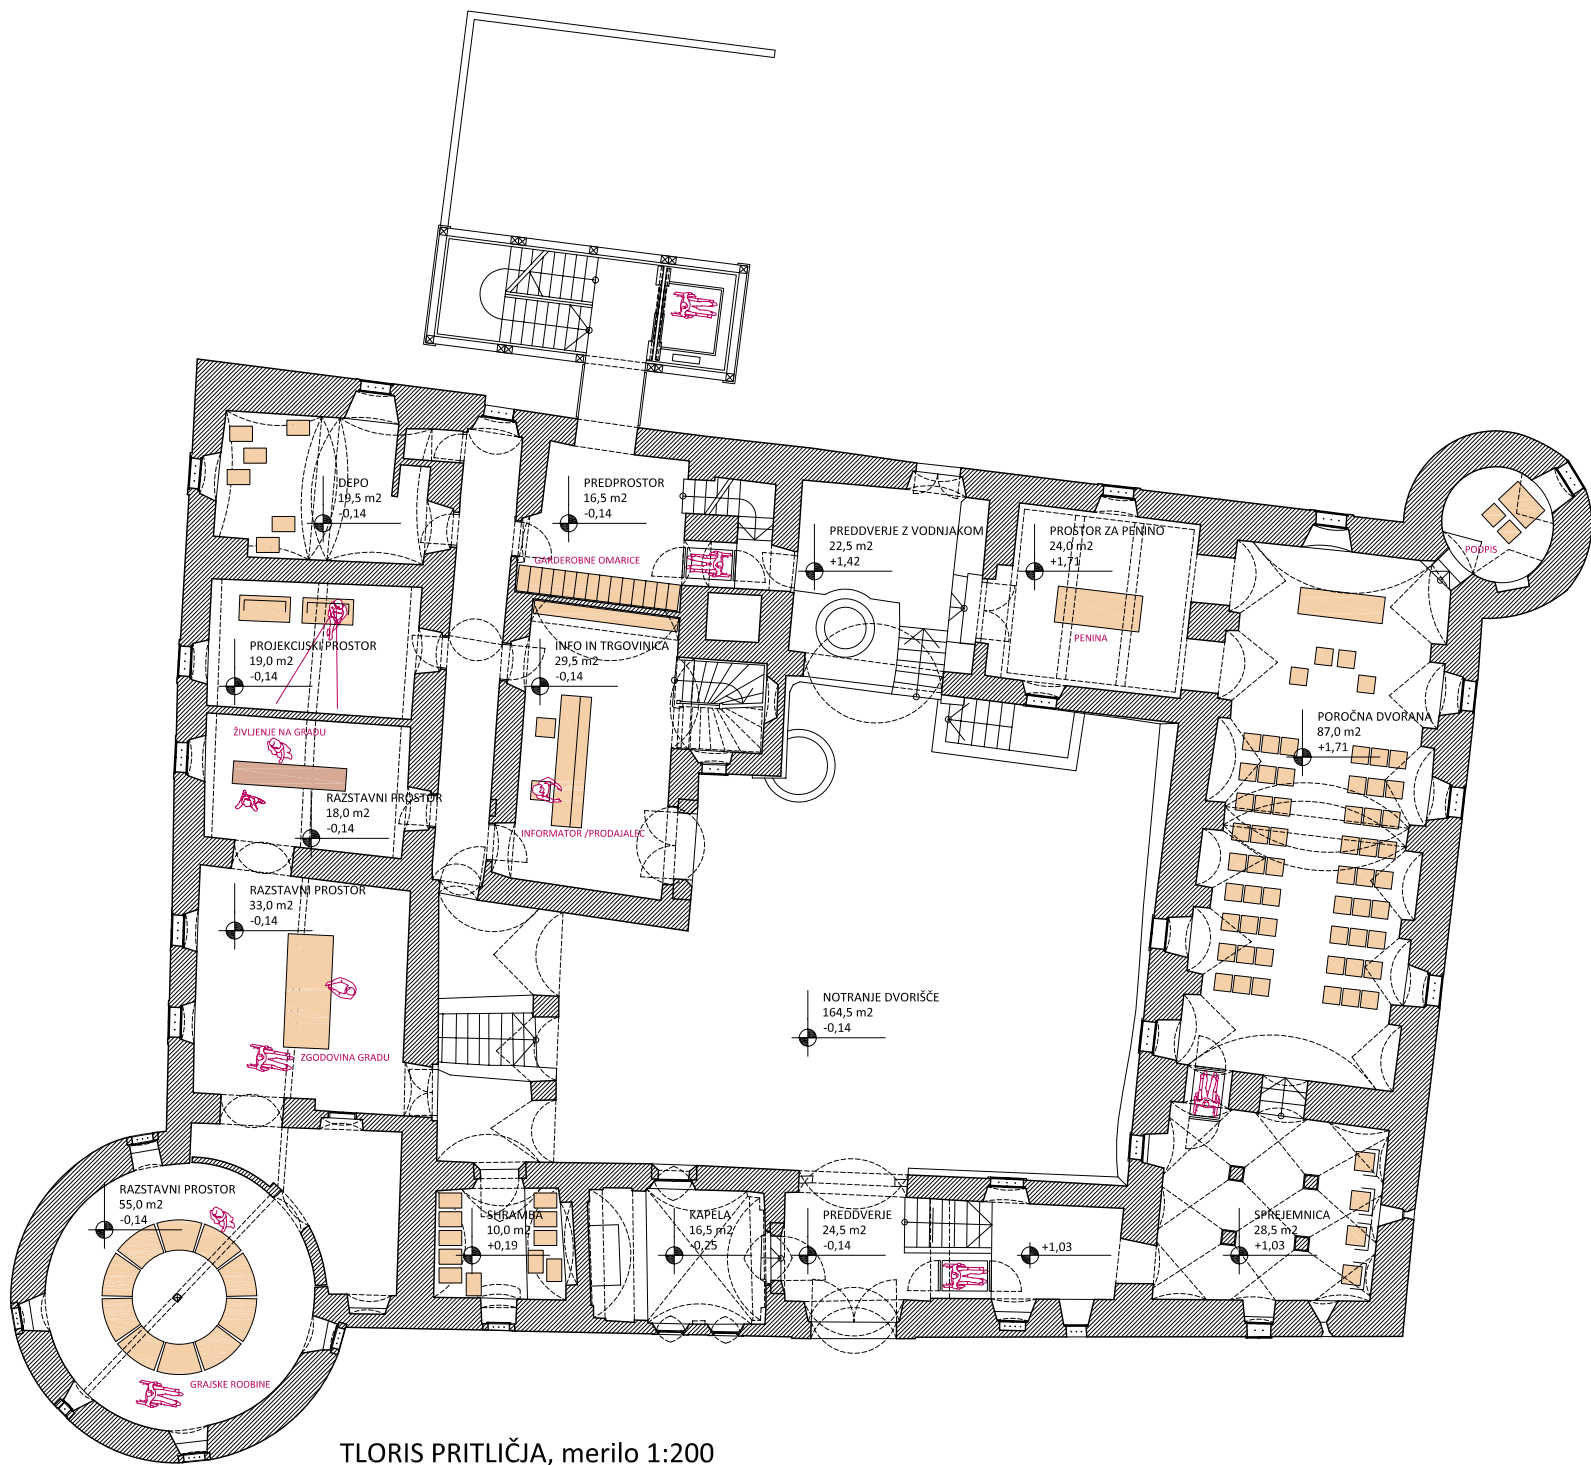 DEPO
19,5 m2
-0,14
PREDPROSTOR
16,5 m2
-0,14
GARDEROBNE OMARICE
PREDDVERJE Z VODNJAKOM
22,5 m2
+1,42
PROSTOR ZA PENINO
24,0 m2
+1,71
PENINA
PODPIS
PROJEKCIJSKI PROSTOR
19,0 m2
-0,14
INFO IN TRGOVINICA
29,5 m2
-0,14
INFORMATOR /PRODAJALEC
ŽIVLJENJE NA GRADU
RAZSTAVNI PROSTOR
18,0 m2
-0,14
POROČNA DVORANA
87,0 m2
+1,71
RAZSTAVNI PROSTOR
33,0 m2
-0,14
ZGODOVINA GRADU
NOTRANJE DVORIŠČE
164,5 m2
-0,14
RAZSTAVNI PROSTOR
55,0 m2
-0,14
GRAJSKE RODBINE
SHRAMBA
10,0 m2
+0,19
KAPELA
16,5 m2
-0,25
PREDDVERJE
24,5 m2
-0,14
+1,03
SPREJEMNICA
28,5 m2
+1,03
TLORIS PRITLIČJA, merilo 1:200